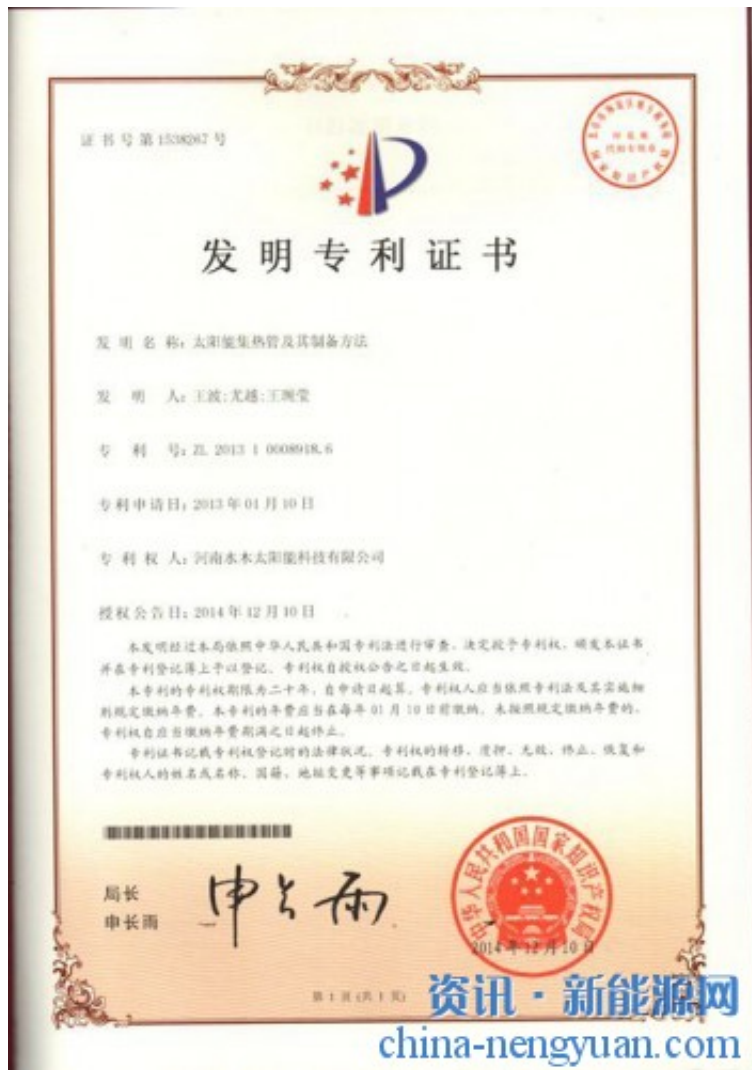 证书号第1538267号
发明专利证书
发 明 名 称：太阳能集热管及其制备方法
发 明 人：王波;尤越;王现莹
专 利 号：ZL 2013 1 0008918.6
专利申请日：2013年01月10日
专 利 权 人：河南水木太阳能科技有限公司
授权公告日：2014年12月10日
本发明经过本局依照中华人民共和国专利法进行审查，决定授予专利权，颁发本证书
并在专利登记簿上予以登记。专利权自授权公告之日起生效。
本专利的专利权期限为二十年，自申请日起算。专利权人应当依照专利法及其实施细
则规定缴纳年费。本专利的年费应当在每年01月10日前缴纳。未按照规定缴纳年费的，
专利权自应当缴纳年费期满之日起终止。
专利证书记载专利权登记时的法律状况。专利权的转移、质押、无效、终止、恢复和
专利权人的姓名或名称、国籍、地址变更等事项记载在专利登记簿上。
局长
申长雨
申长雨
中华人民共和国国家知识产权局
2014年12月10日
第1页(共1页)
资讯·新能源网
china-nengyuan.com